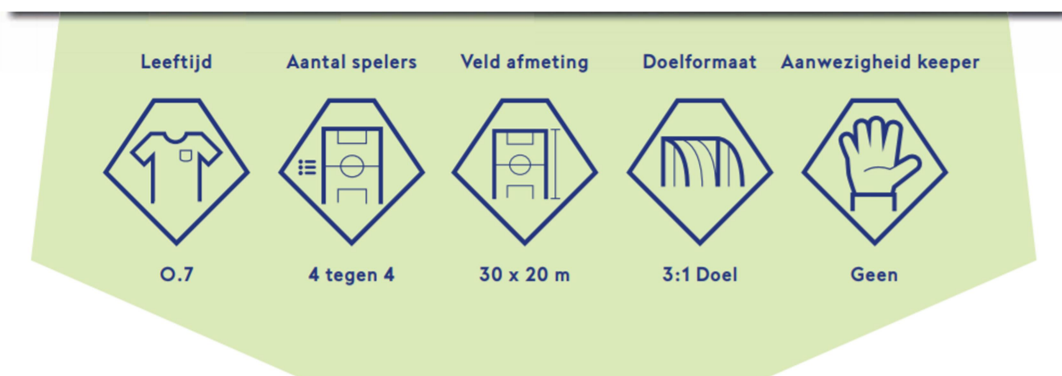 Leeftijd Aantal spelers Veld afmeting Doelformaat Aanwezigheid keeper
O.7 4 tegen 4 30 x 20 m 3:1 Doel Geen